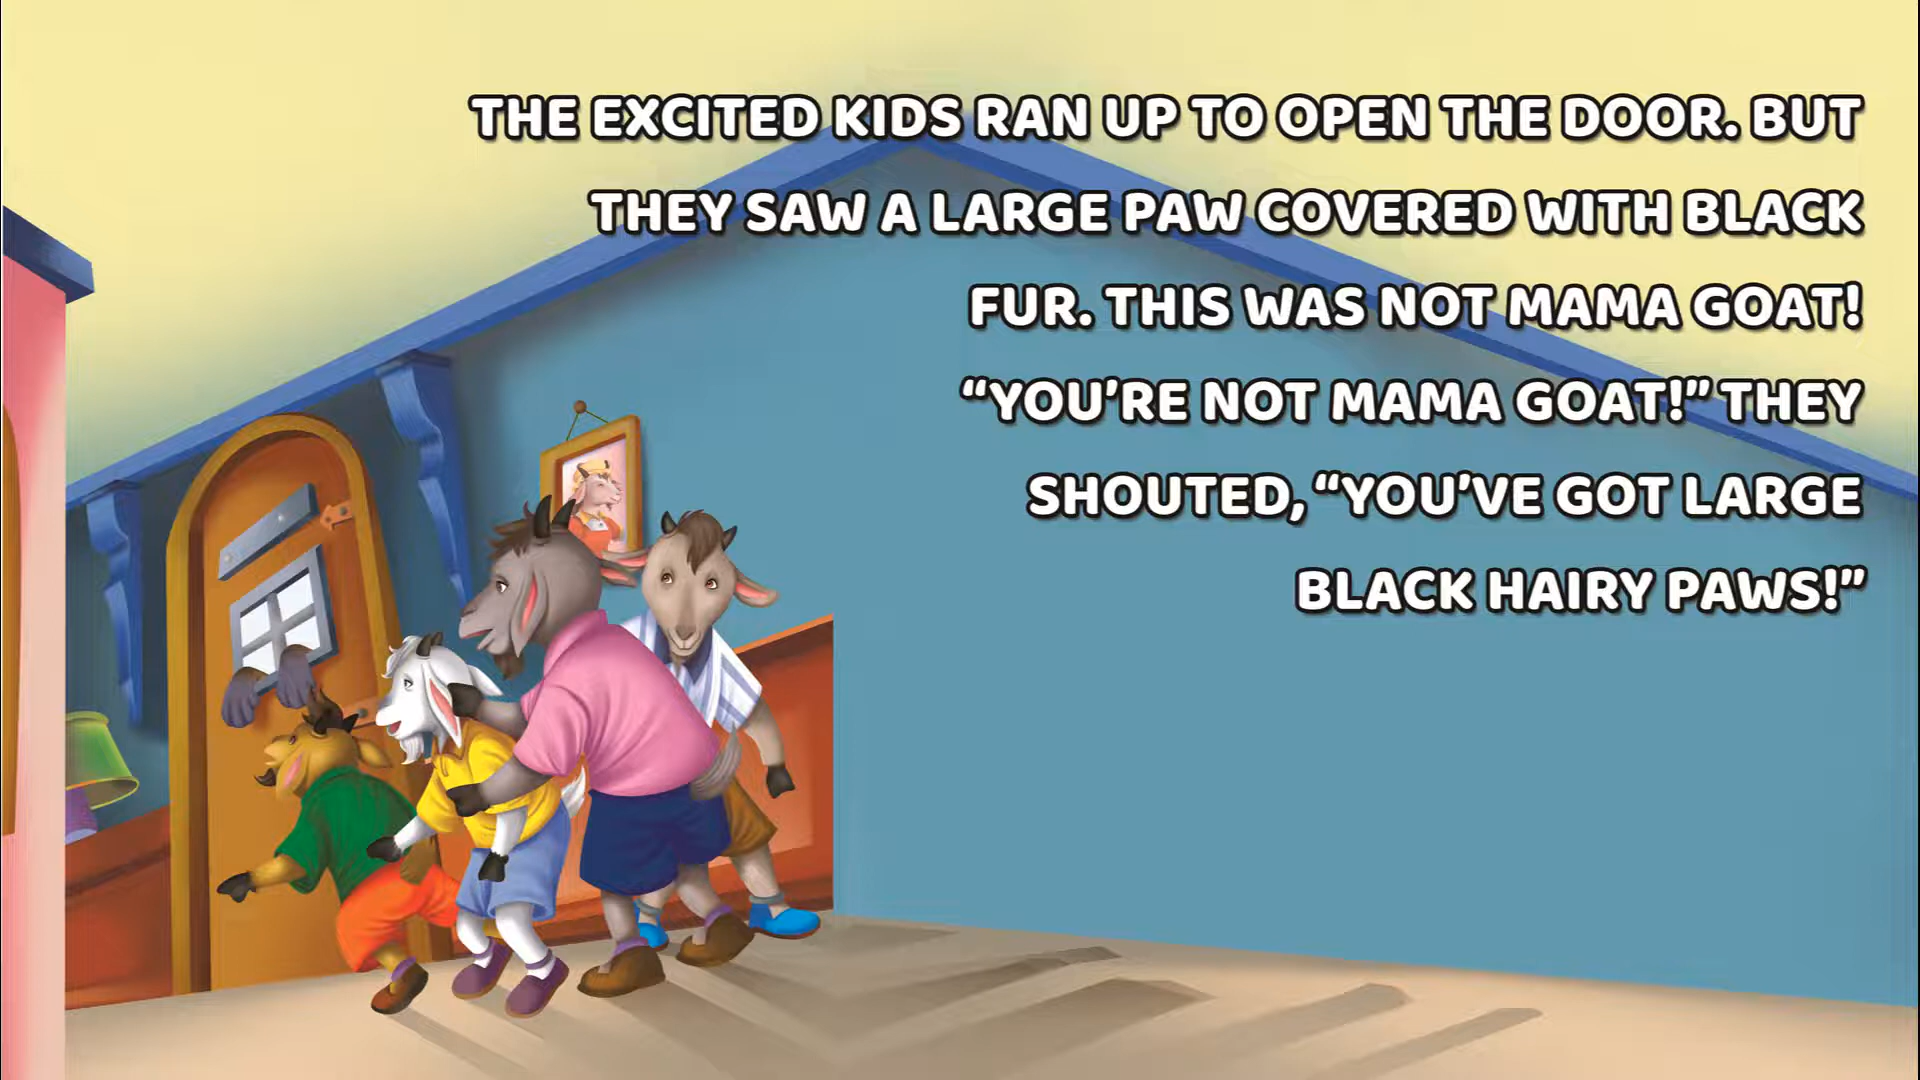 THE EXCITED KIDS RAN UP TO OPEN THE DOOR. BUT
THEY SAW A LARGE PAW COVERED WITH BLACK
FUR. THIS WAS NOT MAMA GOAT!
“YOU’RE NOT MAMA GOAT!” THEY
SHOUTED, “YOU’VE GOT LARGE
BLACK HAIRY PAWS!”